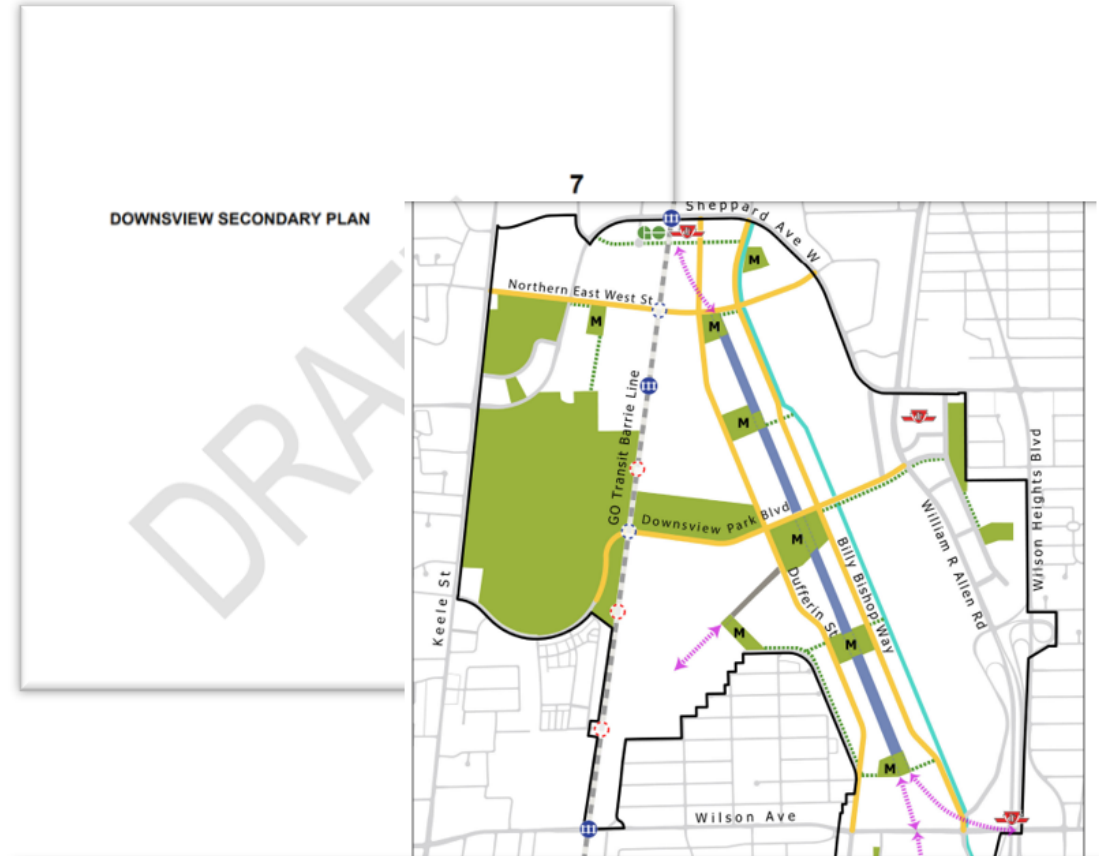 7
DOWNSVIEW SECONDARY PLAN
DRAF
Sheppard Ave W
GO
M
Northern East West St
M
M
GO Transit Barrie Line
M
Downsview Park Blvd
M
Wilson Heights Blvd
William R Allen Rd
Billy Bishop Way
Dufferin St
Keele St
M
M
M
Wilson Ave